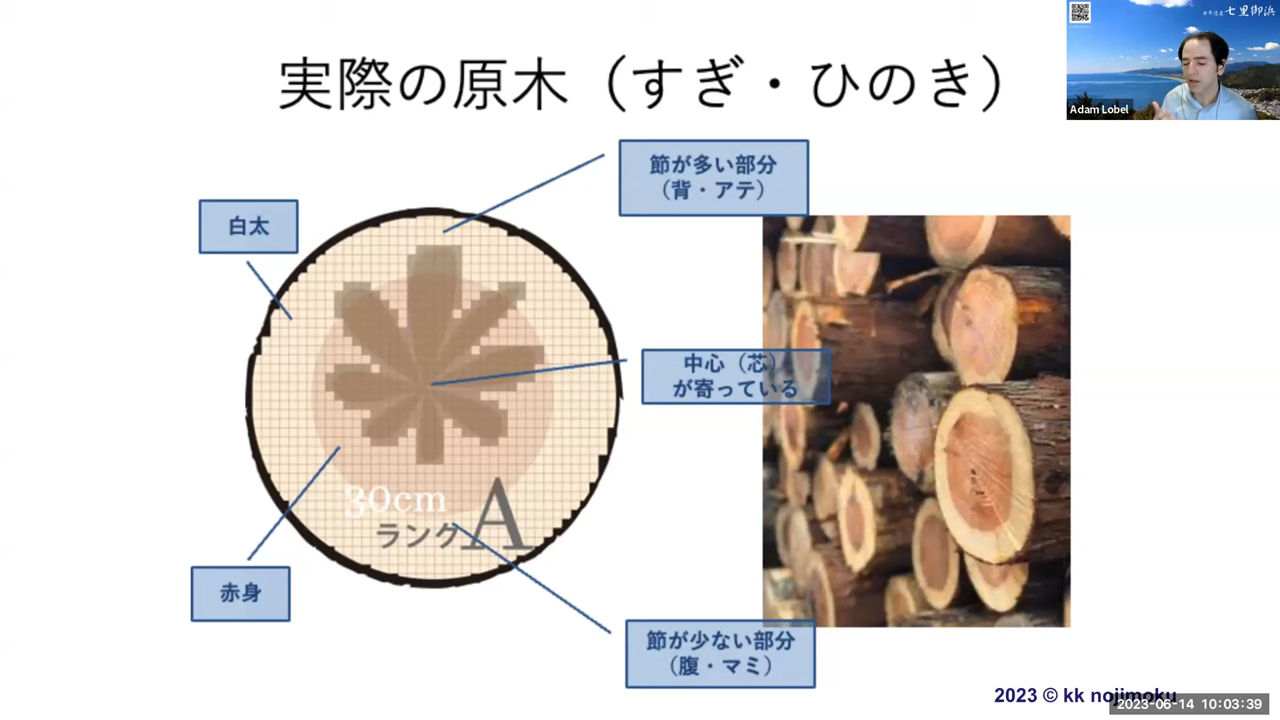 七里御浜
Adam Lobel
実際の原木（すぎ・ひのき）
節が多い部分
（背・アテ）
白太
中心（芯）
が寄っている
30cm
ランクA
赤身
節が少ない部分
（腹・マミ）
2023 © kk nojimoku
2023-06-14 10:03:39